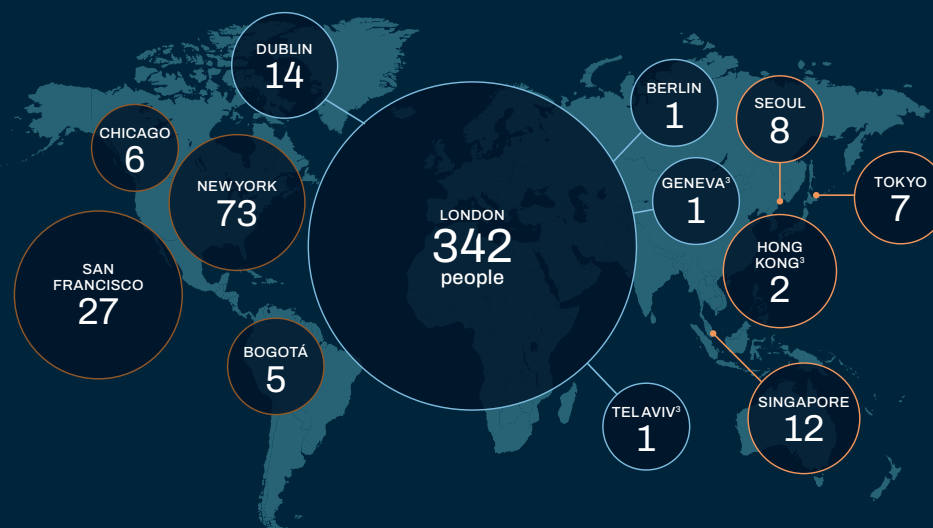 DUBLIN
14
CHICAGO
6
NEW YORK
73
SAN
FRANCISCO
27
BOGOTÁ
5
LONDON
342
people
BERLIN
1
GENEVA³
1
SEOUL
8
TOKYO
7
HONG
KONG³
2
TEL AVIV³
1
SINGAPORE
12